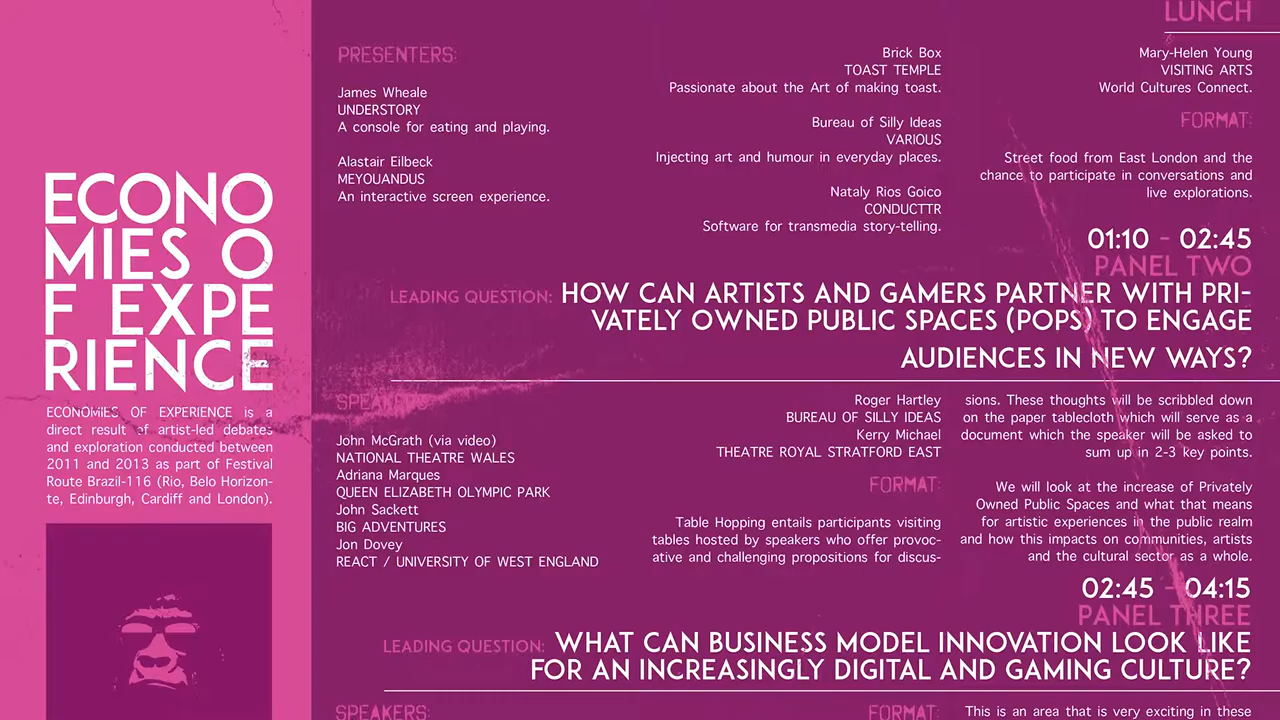 ECONO
MIES O
F EXPE
RIENCE
ECONOMIES OF EXPERIENCE is a
direct result of artist-led debates
and exploration conducted between
2011 and 2013 as part of Festival
Route Brazil-116 (Rio, Belo Horizon-
te, Edinburgh, Cardiff and London).
LUNCH
PRESENTERS:
James Wheale
UNDERSTORY
A console for eating and playing.
Alastair Eilbeck
MEYOUANDUS
An interactive screen experience.
Brick Box
TOAST TEMPLE
Passionate about the Art of making toast.
Bureau of Silly Ideas
VARIOUS
Injecting art and humour in everyday places.
Nataly Rios Goico
CONDUCTTR
Software for transmedia story-telling.
Mary-Helen Young
VISITING ARTS
World Cultures Connect.
FORMAT:
Street food from East London and the
chance to participate in conversations and
live explorations.
01:10 - 02:45
PANEL TWO
LEADING QUESTION: HOW CAN ARTISTS AND GAMERS PARTNER WITH PRI-
VATELY OWNED PUBLIC SPACES (POPS) TO ENGAGE
AUDIENCES IN NEW WAYS?
SPEAKERS:
John McGrath (via video)
NATIONAL THEATRE WALES
Adriana Marques
QUEEN ELIZABETH OLYMPIC PARK
John Sackett
BIG ADVENTURES
Jon Dovey
REACT / UNIVERSITY OF WEST ENGLAND
Roger Hartley
BUREAU OF SILLY IDEAS
Kerry Michael
THEATRE ROYAL STRATFORD EAST
FORMAT:
Table Hopping entails participants visiting
tables hosted by speakers who offer provoc-
ative and challenging propositions for discus-
sions. These thoughts will be scribbled down
on the paper tablecloth which will serve as a
document which the speaker will be asked to
sum up in 2-3 key points.
We will look at the increase of Privately
Owned Public Spaces and what that means
for artistic experiences in the public realm
and how this impacts on communities, artists
and the cultural sector as a whole.
02:45 - 04:15
PANEL THREE
LEADING QUESTION: WHAT CAN BUSINESS MODEL INNOVATION LOOK LIKE
FOR AN INCREASINGLY DIGITAL AND GAMING CULTURE?
SPEAKERS:
FORMAT:
This is an area that is very exciting in these